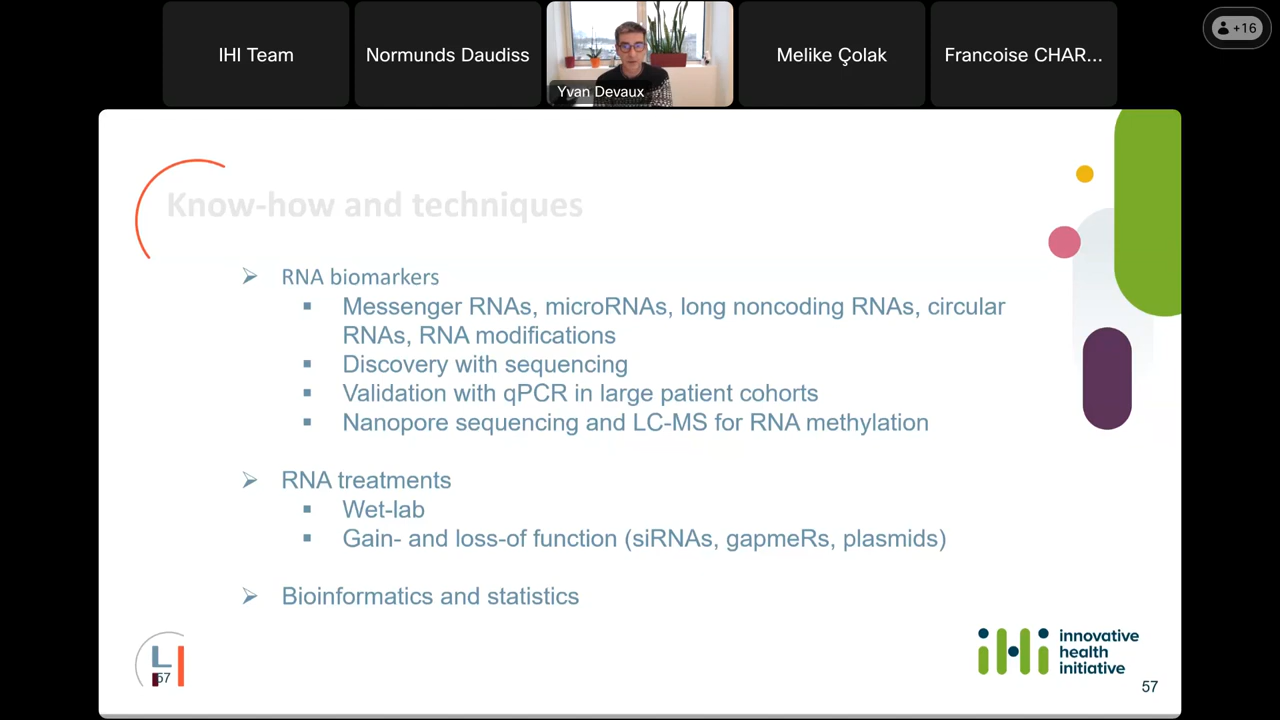 IHI Team
Normunds Daudiss
Yvan Devaux
Melike Çolak
Francoise CHAR...
+16
Know-how and techniques
RNA biomarkers
Messenger RNAs, microRNAs, long noncoding RNAs, circular
RNAs, RNA modifications
Discovery with sequencing
Validation with qPCR in large patient cohorts
Nanopore sequencing and LC-MS for RNA methylation
RNA treatments
Wet-lab
Gain- and loss-of function (siRNAs, gapmeRs, plasmids)
Bioinformatics and statistics
57
iHi innovative
health
initiative
57